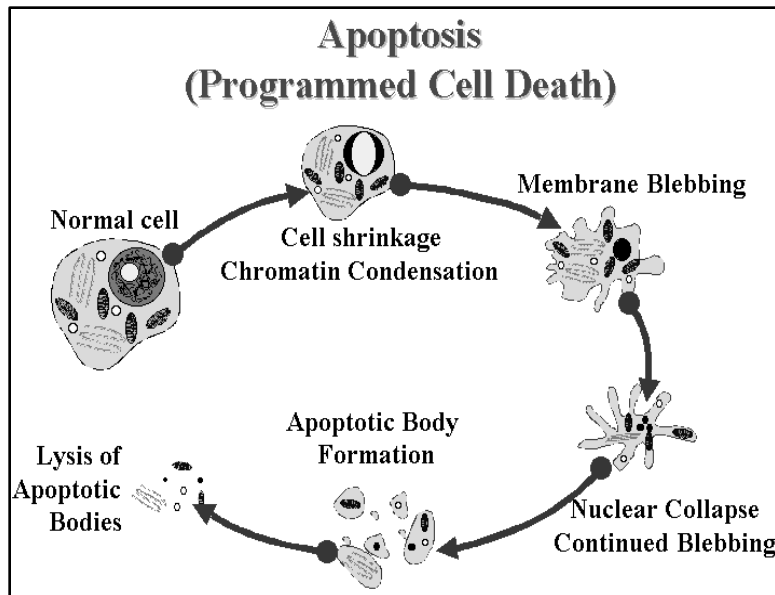 Apoptosis
(Programmed Cell Death)
Normal cell
Cell shrinkage
Chromatin Condensation
Membrane Blebbing
Nuclear Collapse
Continued Blebbing
Apoptotic Body
Formation
Lysis of
Apoptotic
Bodies